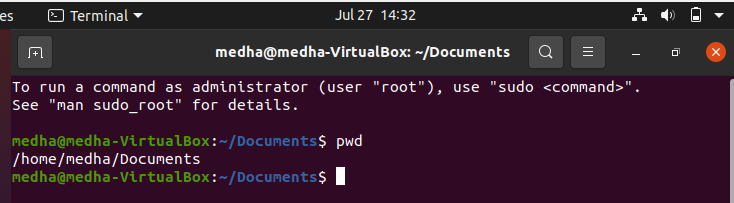 es Terminal Jul 27 14:32
medha@medha-VirtualBox: ~/Documents
To run a command as administrator (user "root"), use "sudo <command>".
See "man sudo_root" for details.
medha@medha-VirtualBox:~/Documents$ pwd
/home/medha/Documents
medha@medha-VirtualBox:~/Documents$